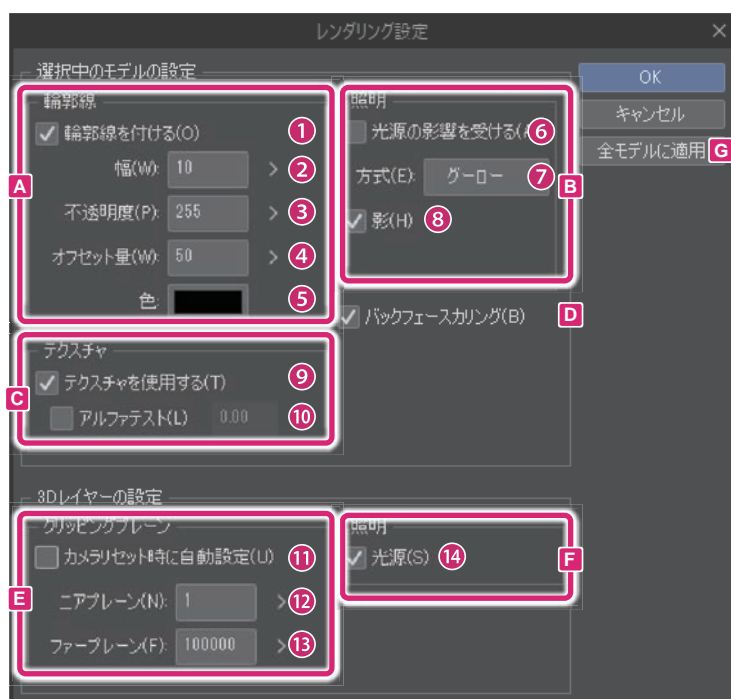 レンダリング設定
選択中のモデルの設定
OK
キャンセル
全モデルに適用 G
A
輪郭線
輪郭線を付ける(O) 1
幅(W): 10 > 2
不透明度(P): 255 > 3
オフセット量(W): 50 > 4
色: 5
B
照明
光源の影響を受ける( 6
方式(E): グーロー 7
影(H) 8
バックフェースカリング(B) D
C
テクスチャ
テクスチャを使用する(T) 9
アルファテスト(L) 0.00 10
3Dレイヤーの設定
E
クリッピングプレーン
カメラリセット時に自動設定(U) 11
ニアプレーン(N): 1 > 12
ファープレーン(F): 100000 > 13
照明
光源(S) 14 F